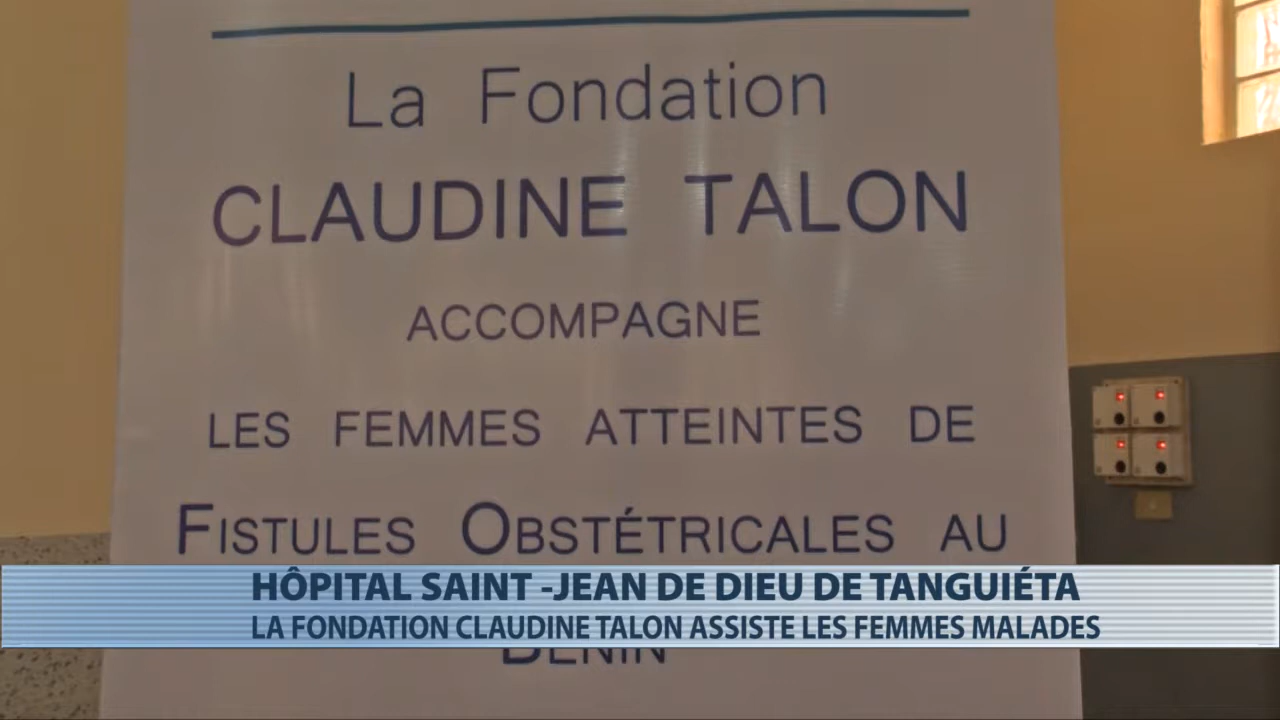 La Fondation
CLAUDINE TALON
ACCOMPAGNE
LES FEMMES ATTEINTES DE
FISTULES OBSTÉTRICALES AU
HÔPITAL SAINT -JEAN DE DIEU DE TANGUIÉTA
LA FONDATION CLAUDINE TALON ASSISTE LES FEMMES MALADES
BENIN